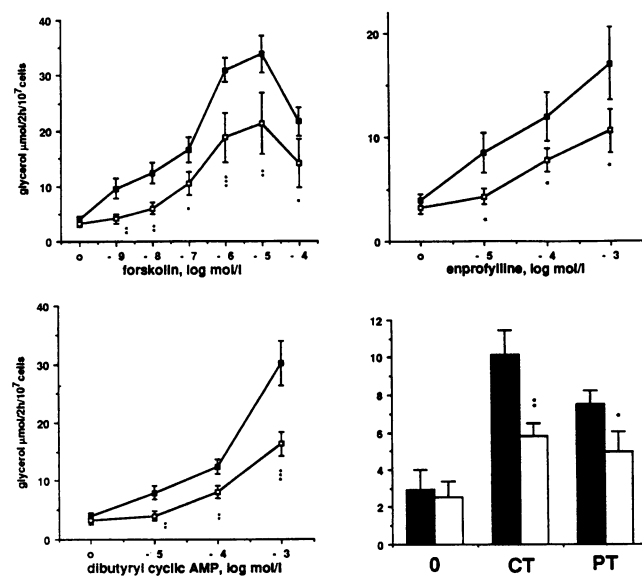 40
30
20
10
0
glycerol µmol/2h/10⁷cells
o - 9 - 8 - 7 - 6 - 5 - 4
forskolin, log mol/l
20
10
0
o - 5 - 4 - 3
enprofylline, log mol/l
40
30
20
10
0
glycerol µmol/2h/10⁷cells
o - 5 - 4 - 3
dibutyryl cyclic AMP, log mol/l
12
10
8
6
4
2
0
0 CT PT